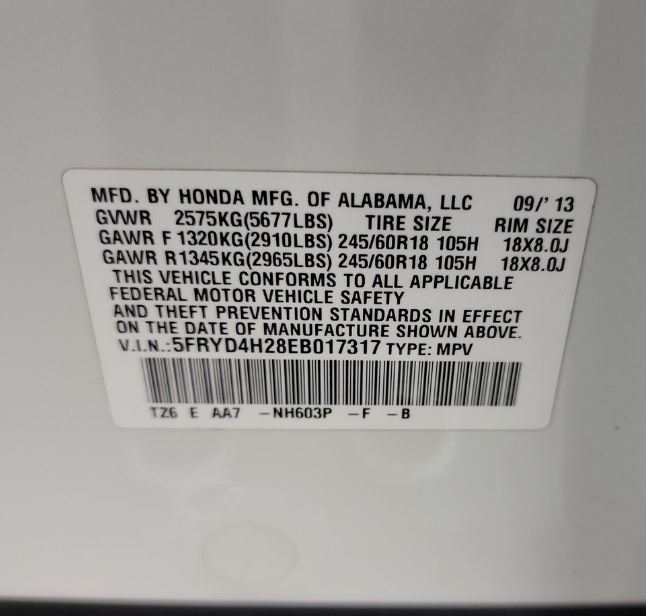 MFD. BY HONDA MFG. OF ALABAMA, LLC 09/' 13
GVWR 2575KG(5677LBS) TIRE SIZE RIM SIZE
GAWR F 1320KG(2910LBS) 245/60R18 105H 18X8.0J
GAWR R1345KG(2965LBS) 245/60R18 105H 18X8.0J
THIS VEHICLE CONFORMS TO ALL APPLICABLE
FEDERAL MOTOR VEHICLE SAFETY
AND THEFT PREVENTION STANDARDS IN EFFECT
ON THE DATE OF MANUFACTURE SHOWN ABOVE.
V.I.N.:5FRYD4H28EB017317 TYPE: MPV
TZ6 E AA7 -NH603P -F -B